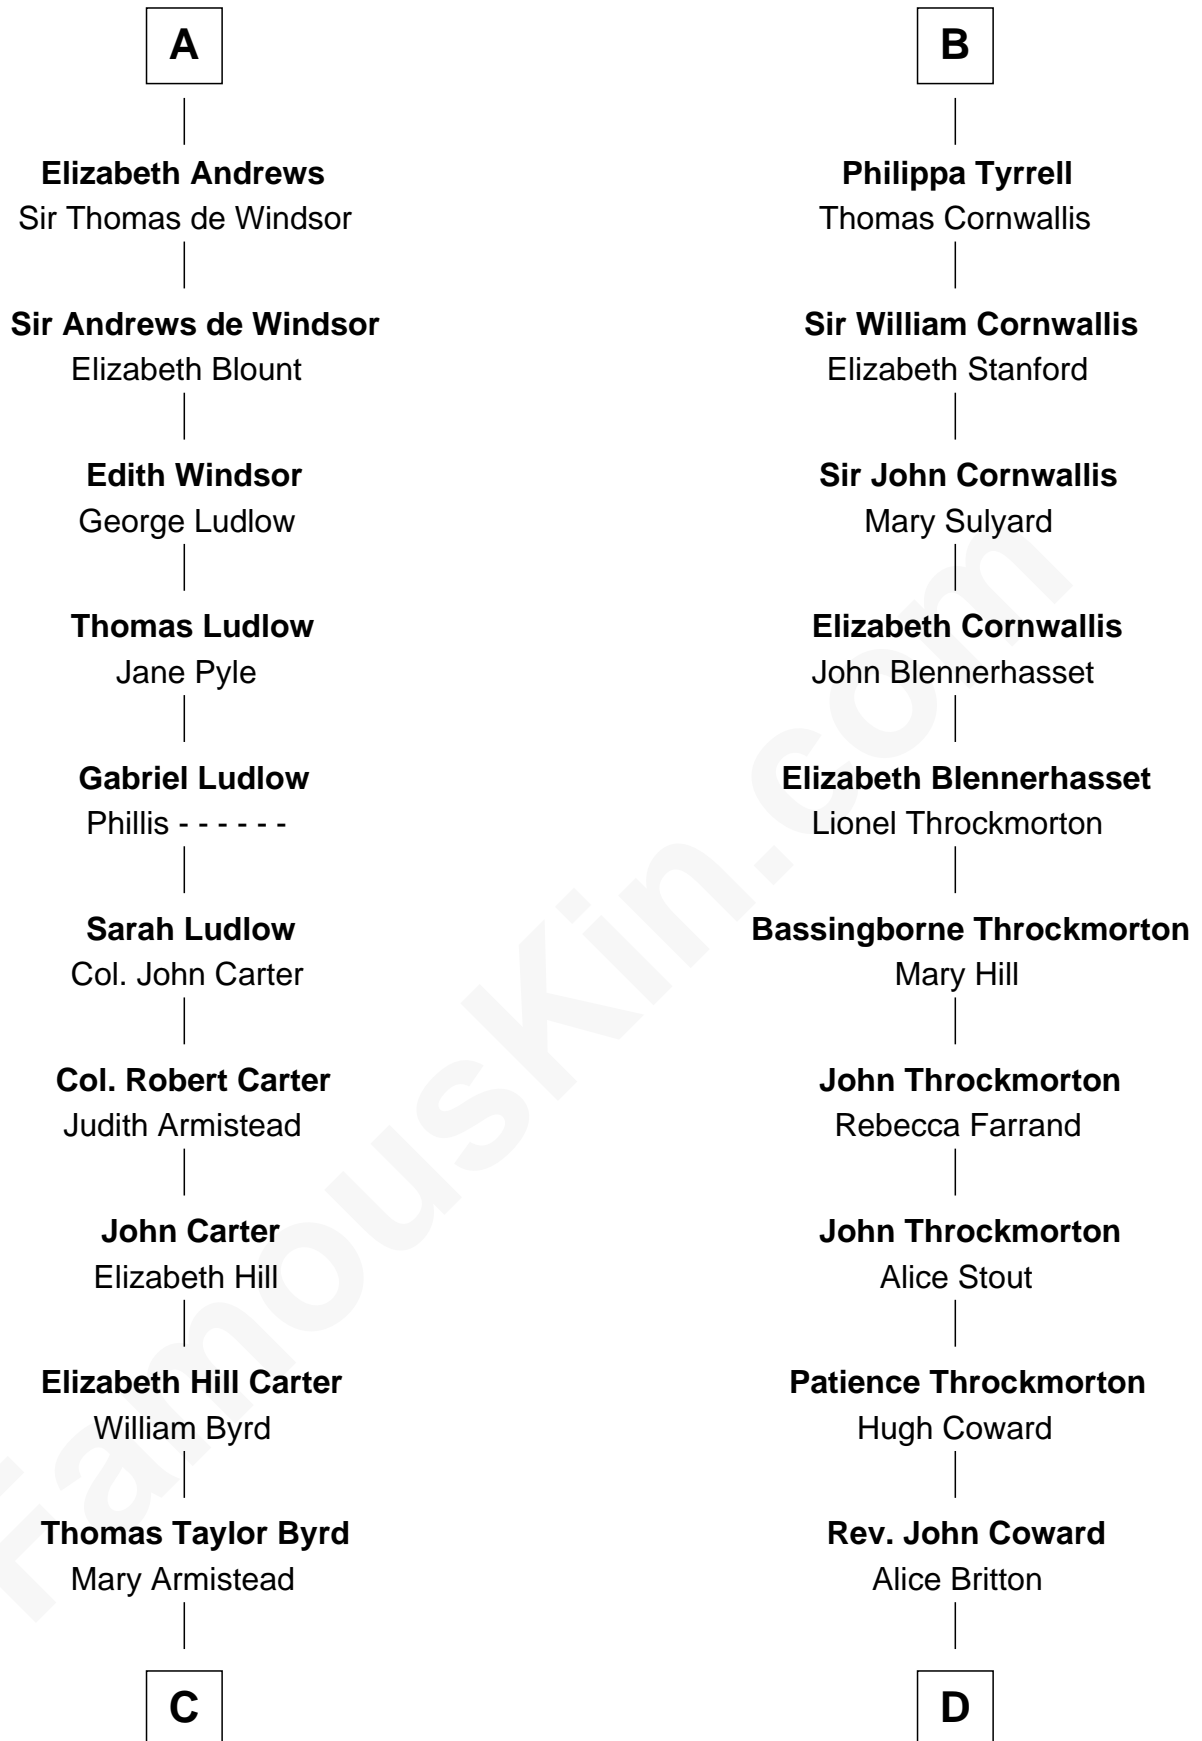 A
Elizabeth Andrews
Sir Thomas de Windsor
Sir Andrews de Windsor
Elizabeth Blount
Edith Windsor
George Ludlow
Thomas Ludlow
Jane Pyle
Gabriel Ludlow
Phillis - - - - - -
Sarah Ludlow
Col. John Carter
Col. Robert Carter
Judith Armistead
John Carter
Elizabeth Hill
Elizabeth Hill Carter
William Byrd
Thomas Taylor Byrd
Mary Armistead
C
B
Philippa Tyrrell
Thomas Cornwallis
Sir William Cornwallis
Elizabeth Stanford
Sir John Cornwallis
Mary Sulyard
Elizabeth Cornwallis
John Blennerhasset
Elizabeth Blennerhasset
Lionel Throckmorton
Bassingborne Throckmorton
Mary Hill
John Throckmorton
Rebecca Farrand
John Throckmorton
Alice Stout
Patience Throckmorton
Hugh Coward
Rev. John Coward
Alice Britton
D
FamousKin.com